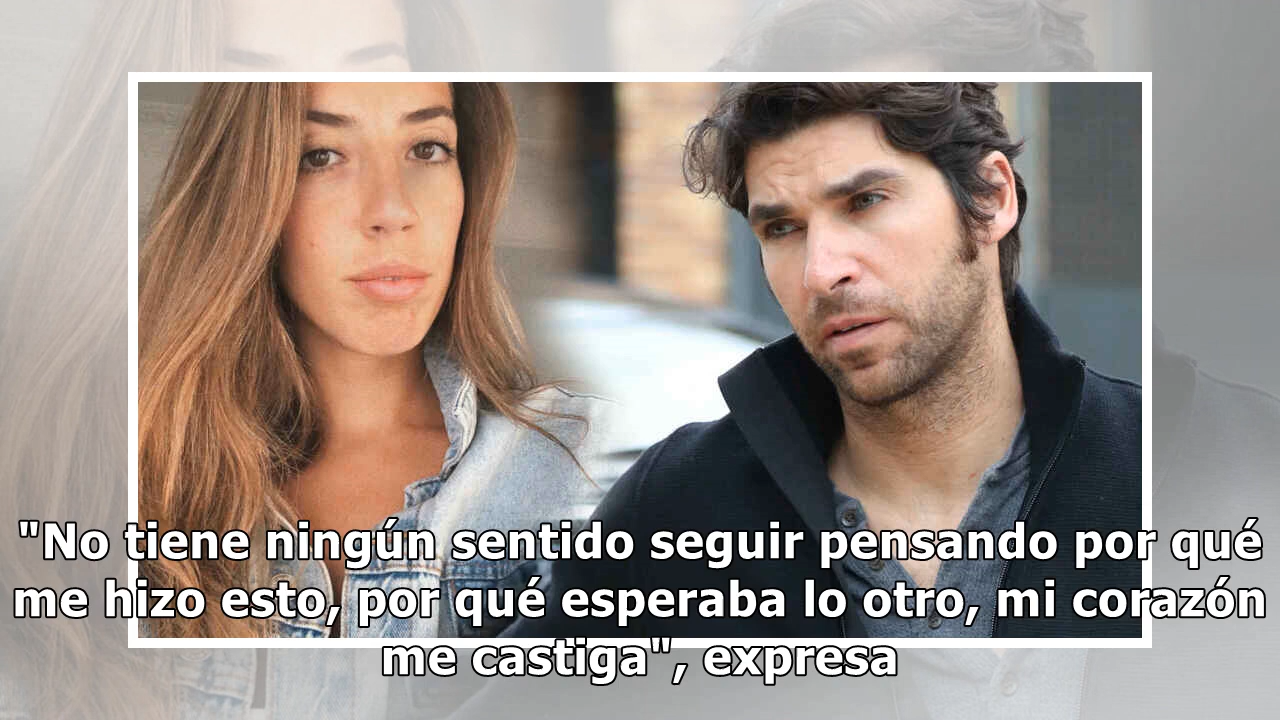 "No tiene ningún sentido seguir pensando por qué
me hizo esto, por qué esperaba lo otro, mi corazón
me castiga", expresa